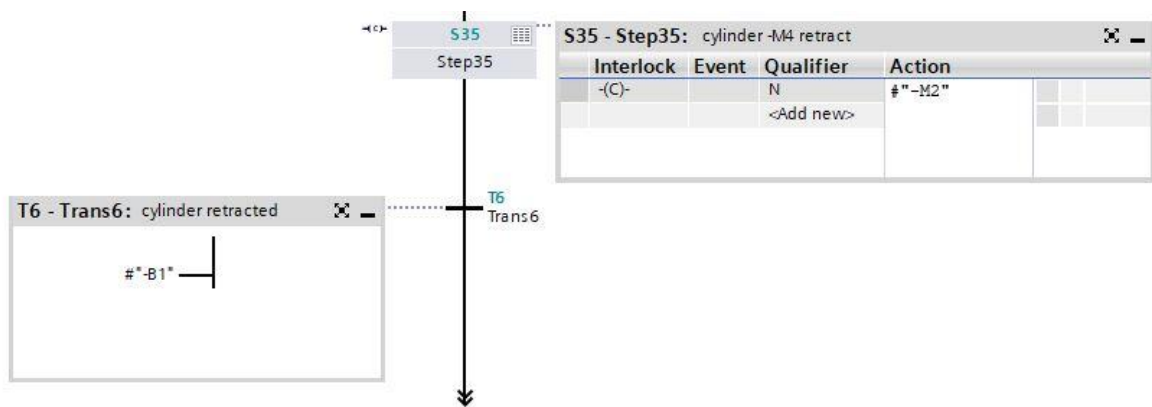 -(C)-
S35
Step35
S35 - Step35: cylinder -M4 retract
Interlock Event Qualifier Action
-(C)- N #"-M2"
<Add new>
T6
Trans6
T6 - Trans6: cylinder retracted
#"-B1"